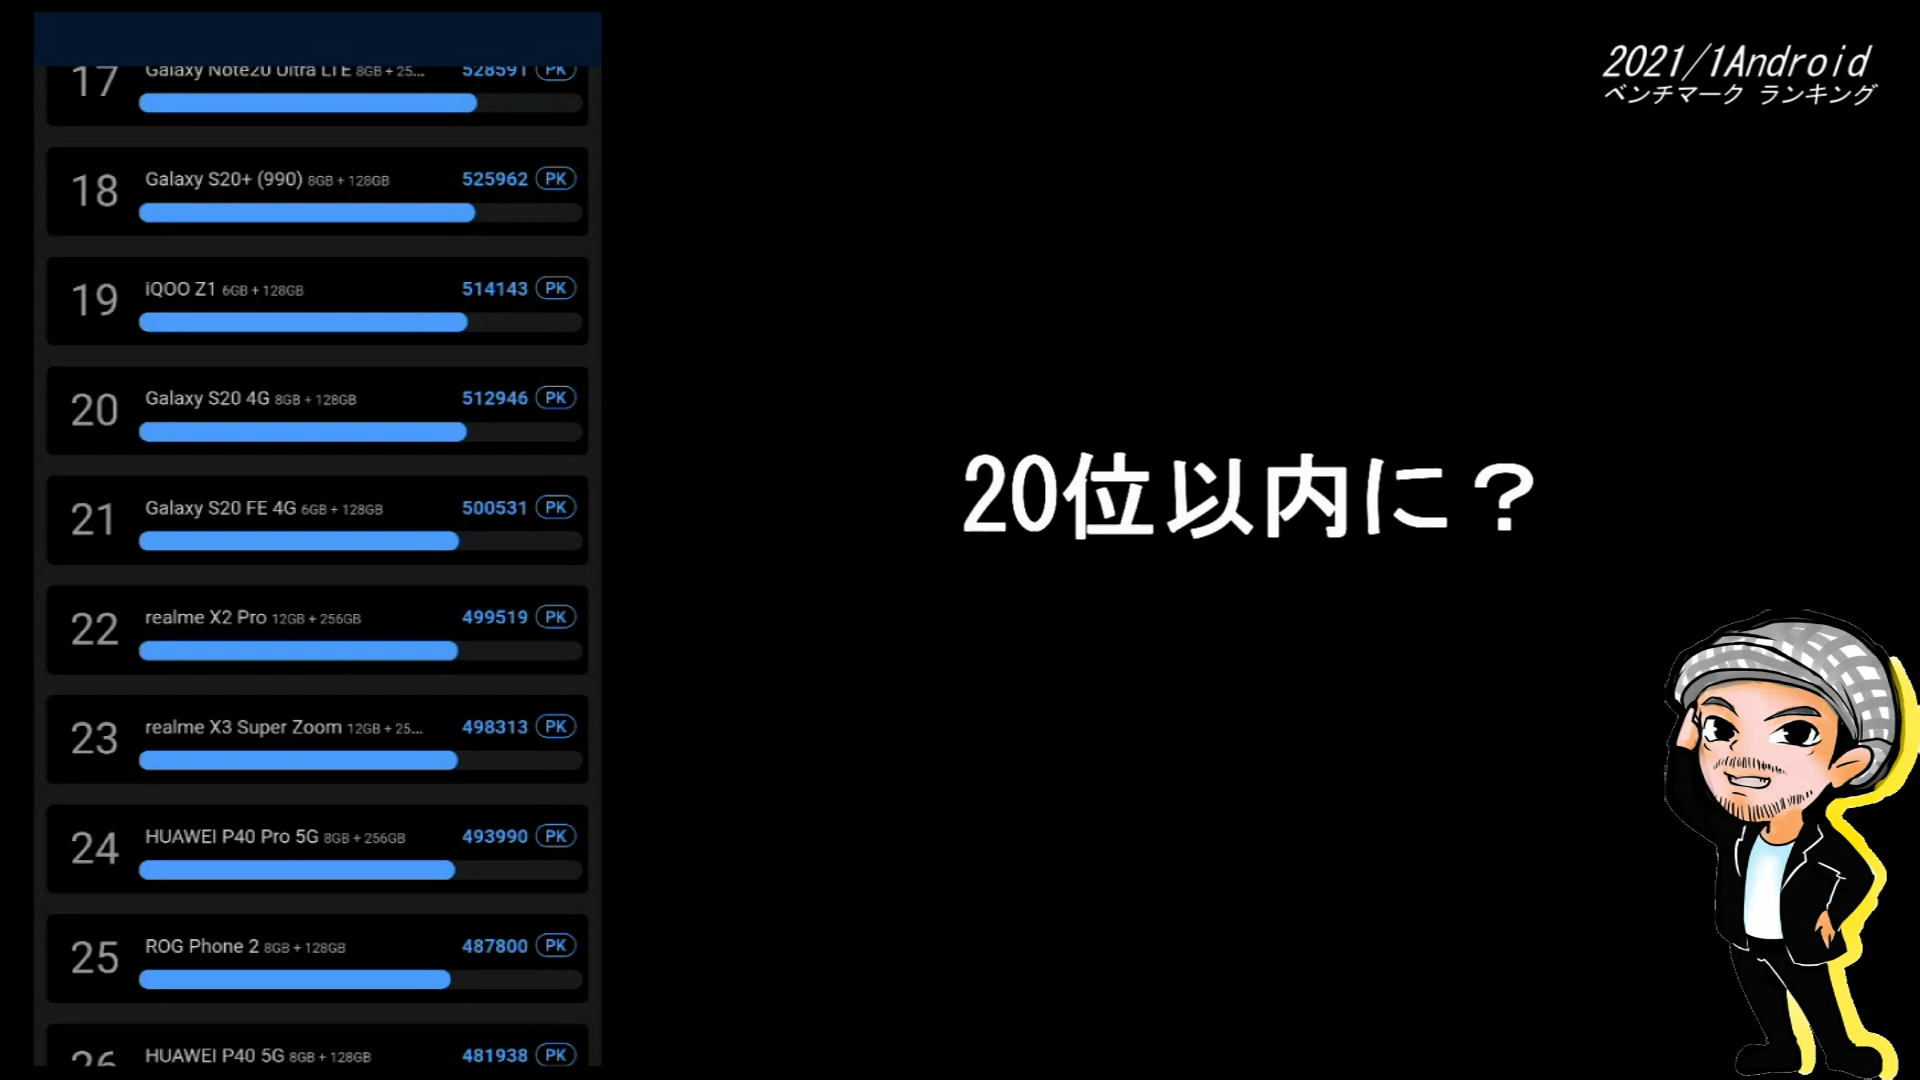 17 Galaxy Note20 Ultra LTE 8GB + 25... 528591 PK
18 Galaxy S20+ (990) 8GB + 128GB 525962 PK
19 iQOO Z1 6GB + 128GB 514143 PK
20 Galaxy S20 4G 8GB + 128GB 512946 PK
21 Galaxy S20 FE 4G 6GB + 128GB 500531 PK
22 realme X2 Pro 12GB + 256GB 499519 PK
23 realme X3 Super Zoom 12GB + 25... 498313 PK
24 HUAWEI P40 Pro 5G 8GB + 256GB 493990 PK
25 ROG Phone 2 8GB + 128GB 487800 PK
26 HUAWEI P40 5G 8GB + 128GB 481938 PK
2021/1Android
ベンチマーク ランキング
20位以内に？